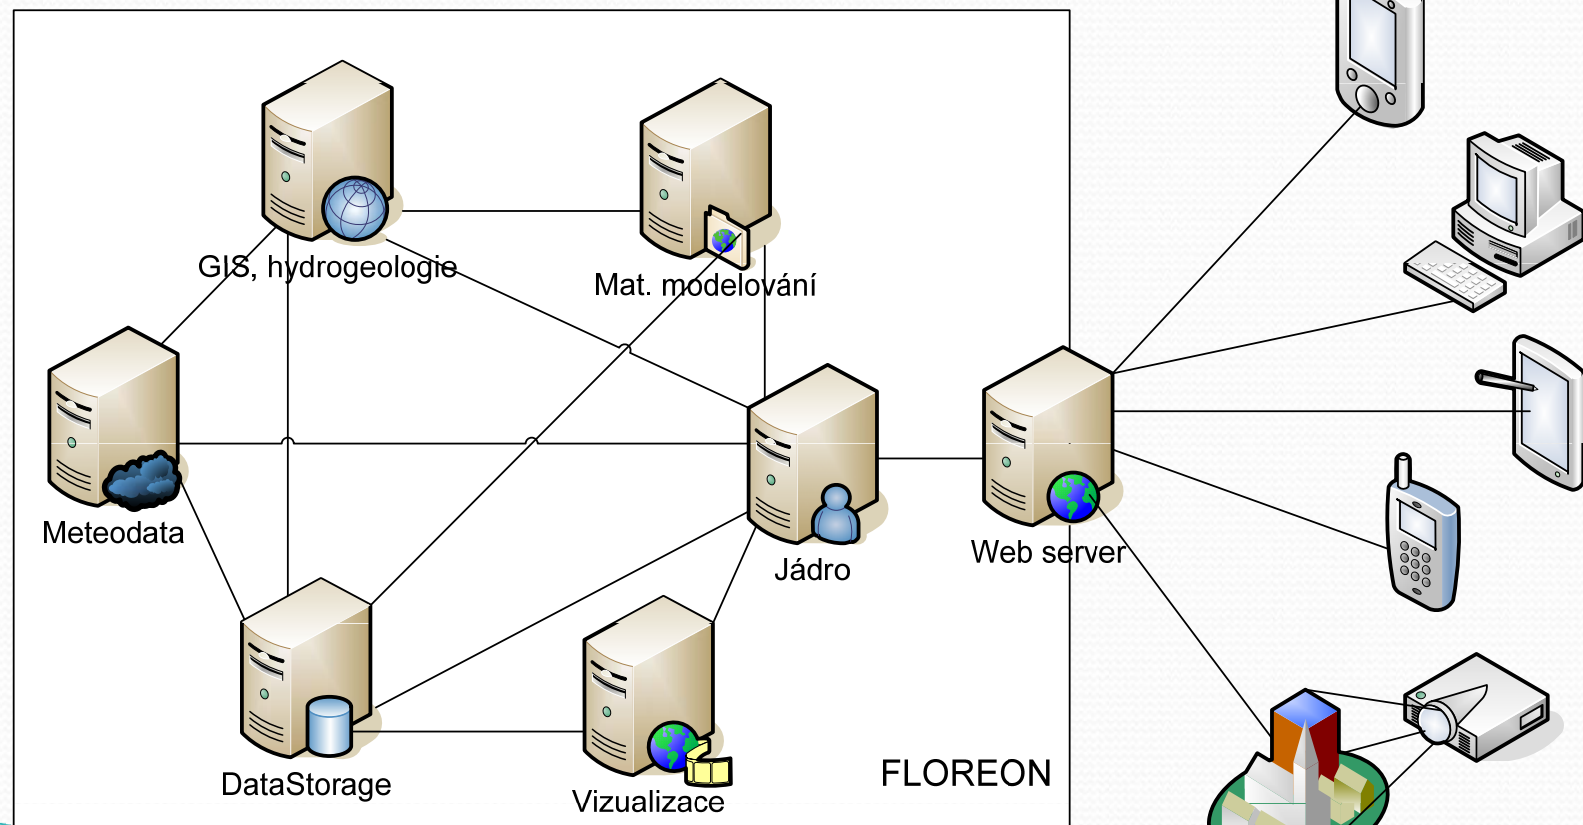 GIS, hydrogeologie
Mat. modelování
Meteodata
Jádro
Web server
DataStorage
Vizualizace
FLOREON